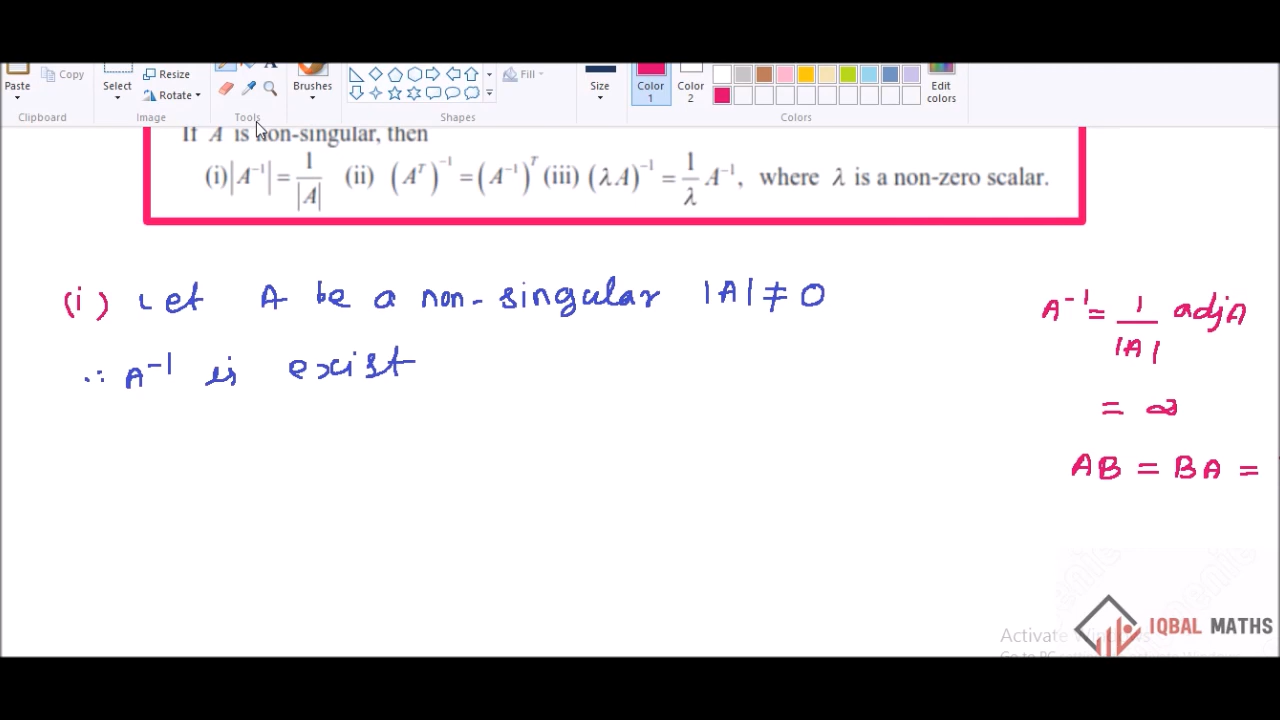 Paste
Copy
Select
Resize
Rotate
Brushes
Fill
Size
Color 1
Color 2
Edit colors
Clipboard
Image
Tools
Shapes
Colors
If A is non-singular, then
(i) |A⁻¹| = 1/|A| (ii) (Aᵀ)⁻¹ = (A⁻¹)ᵀ (iii) (λA)⁻¹ = 1/λ A⁻¹, where λ is a non-zero scalar.
(i) Let A be a non-singular |A| ≠ 0
∴ A⁻¹ is exist
A⁻¹ = 1/|A| adjA
= ∞
AB = BA =
Activate Windows
IQBAL MATHS